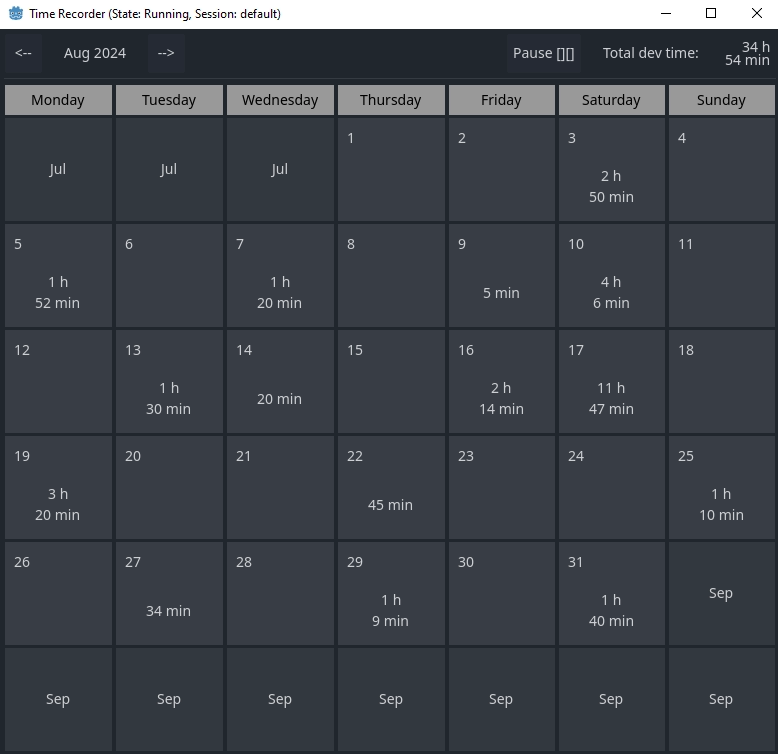 Time Recorder (State: Running, Session: default)
<-- Aug 2024 --> Pause [][] Total dev time: 34 h
54 min
Monday Tuesday Wednesday Thursday Friday Saturday Sunday
Jul Jul Jul 1 2 3 4
2 h
50 min
5 6 7 8 9 10 11
1 h 1 h 4 h
52 min 20 min 5 min 6 min
12 13 14 15 16 17 18
1 h 2 h 11 h
30 min 20 min 14 min 47 min
19 20 21 22 23 24 25
3 h 1 h
20 min 45 min 10 min
26 27 28 29 30 31 Sep
1 h 1 h
34 min 9 min 40 min
Sep Sep Sep Sep Sep Sep Sep